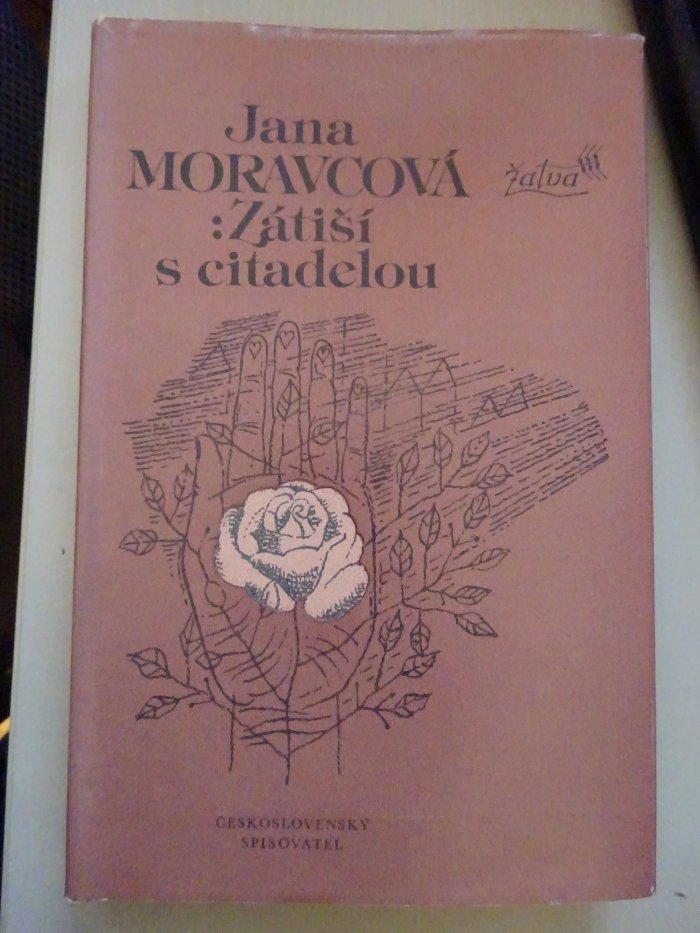 Jana
MORAVCOVÁ
:Zátiší
s citadelou
žatva
ČESKOSLOVENSKÝ
SPISOVATEL